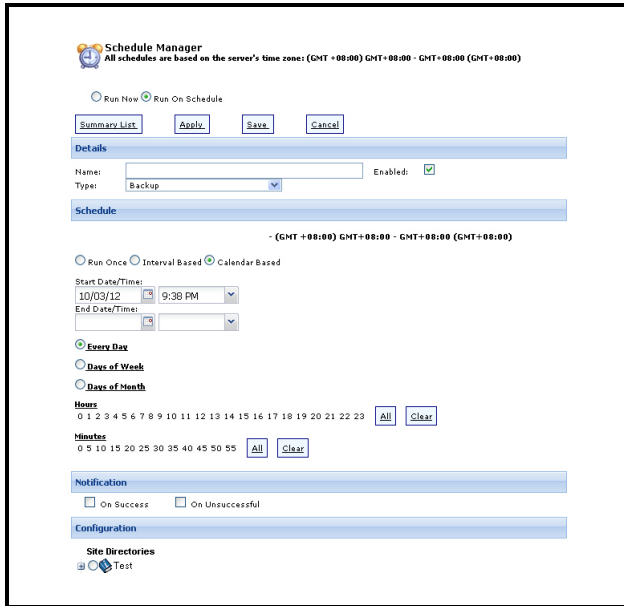 Schedule Manager
All schedules are based on the server's time zone: (GMT +08:00) GMT+08:00 - GMT+08:00 (GMT+08:00)
Run Now Run On Schedule
Summary List Apply Save Cancel
Details
Name: Enabled:
Type: Backup
Schedule
- (GMT +08:00) GMT+08:00 - GMT+08:00 (GMT+08:00)
Run Once Interval Based Calendar Based
Start Date/Time:
10/03/12 9:38 PM
End Date/Time:
Every Day
Days of Week
Days of Month
Hours
0 1 2 3 4 5 6 7 8 9 10 11 12 13 14 15 16 17 18 19 20 21 22 23 All Clear
Minutes
0 5 10 15 20 25 30 35 40 45 50 55 All Clear
Notification
On Success On Unsuccessful
Configuration
Site Directories
Test